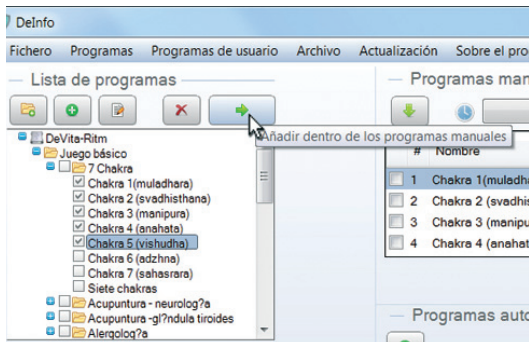 DeInfo
Fichero Programas Programas de usuario Archivo Actualización Sobre el pro
Lista de programas
Programas man
Añadir dentro de los programas manuales
DeVita-Ritm
Juego básico
7 Chakra
Chakra 1(muladhara)
Chakra 2 (svadhisthana)
Chakra 3 (manipura)
Chakra 4 (anahata)
Chakra 5 (vishudha)
Chakra 6 (adzhna)
Chakra 7 (sahasrara)
Siete chakras
Acupuntura - neurolog?a
Acupuntura -gl?ndula tiroides
Alergolog?a
# Nombre
1 Chakra 1(muladha
2 Chakra 2 (svadhis
3 Chakra 3 (manipu
4 Chakra 4 (anahat
Programas auto